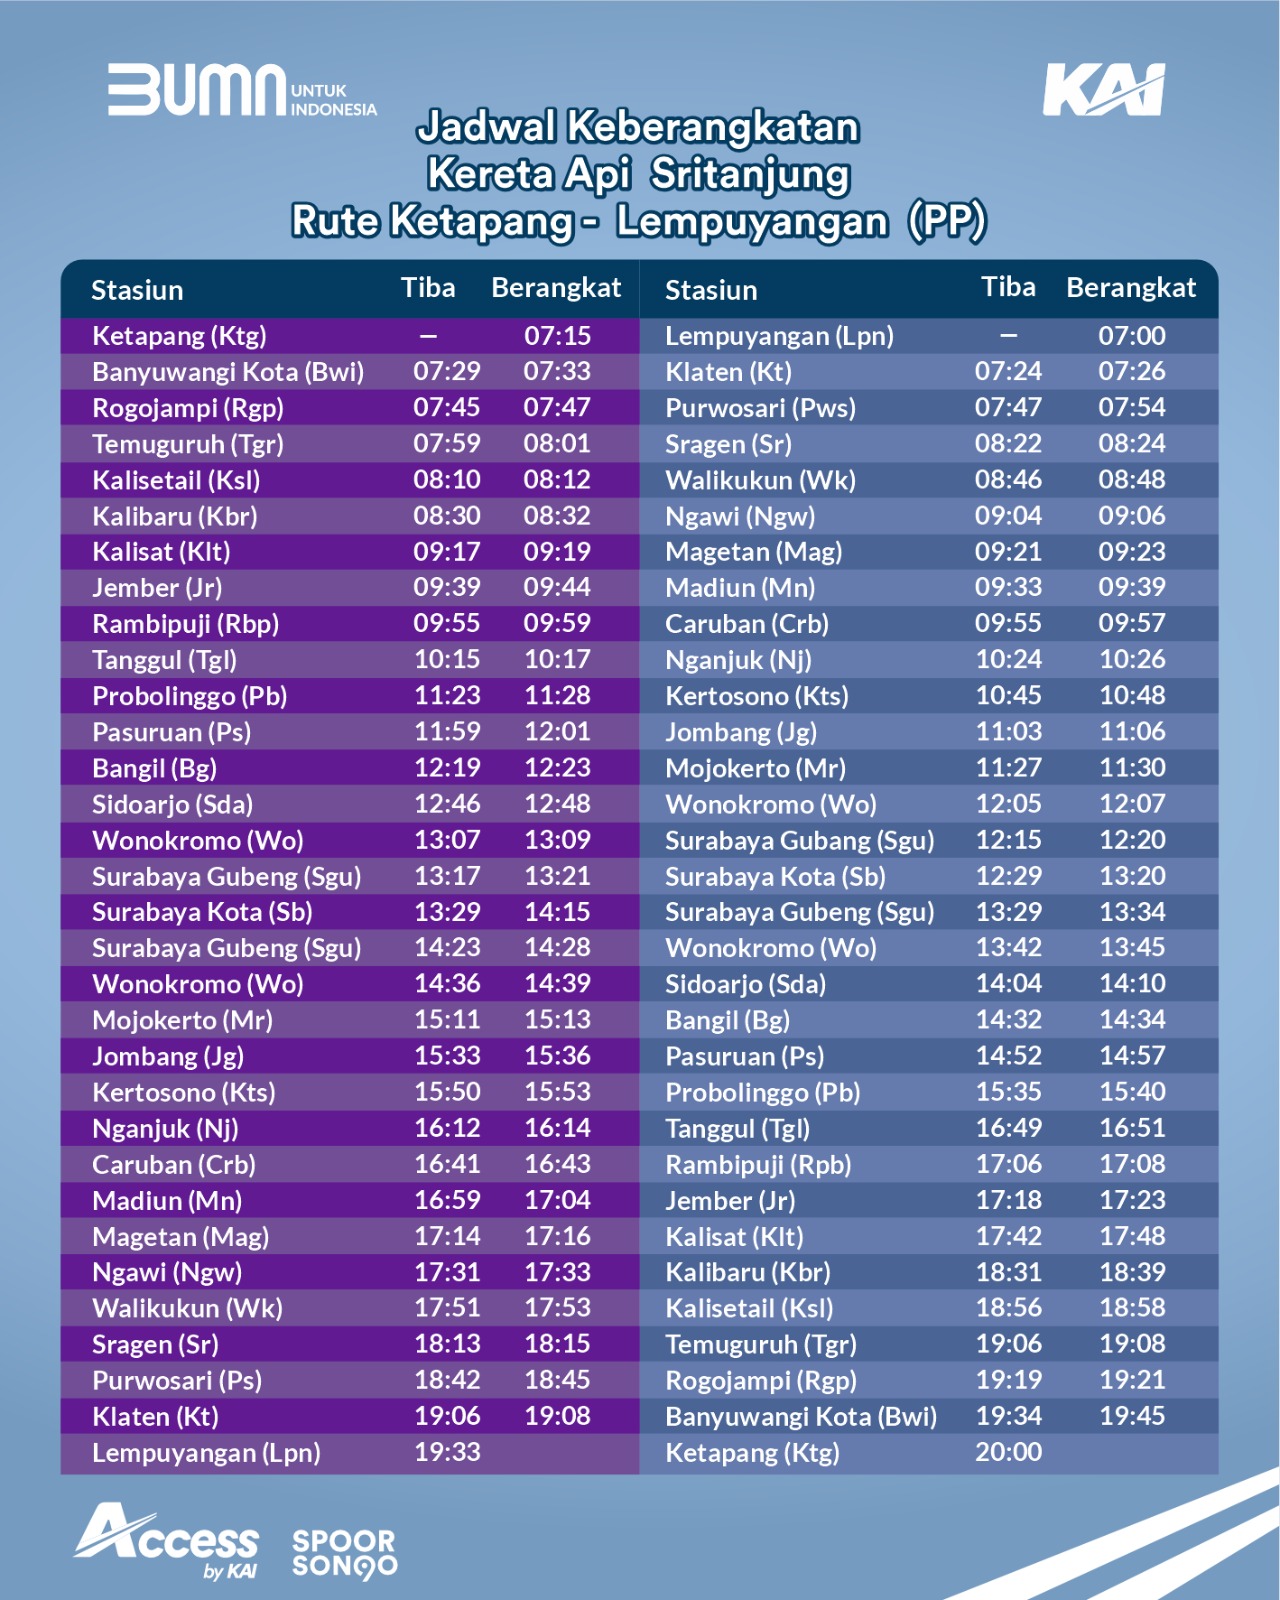 BUMN UNTUK
INDONESIA
KAI
Jadwal Keberangkatan
Kereta Api Sritanjung
Rute Ketapang - Lempuyangan (PP)
Stasiun Tiba Berangkat Stasiun Tiba Berangkat
Ketapang (Ktg) – 07:15 Lempuyangan (Lpn) – 07:00
Banyuwangi Kota (Bwi) 07:29 07:33 Klaten (Kt) 07:24 07:26
Rogojampi (Rgp) 07:45 07:47 Purwosari (Pws) 07:47 07:54
Temuguruh (Tgr) 07:59 08:01 Sragen (Sr) 08:22 08:24
Kalisetail (Ksl) 08:10 08:12 Walikukun (Wk) 08:46 08:48
Kalibaru (Kbr) 08:30 08:32 Ngawi (Ngw) 09:04 09:06
Kalisat (Klt) 09:17 09:19 Magetan (Mag) 09:21 09:23
Jember (Jr) 09:39 09:44 Madiun (Mn) 09:33 09:39
Rambipuji (Rbp) 09:55 09:59 Caruban (Crb) 09:55 09:57
Tanggul (Tgl) 10:15 10:17 Nganjuk (Nj) 10:24 10:26
Probolinggo (Pb) 11:23 11:28 Kertosono (Kts) 10:45 10:48
Pasuruan (Ps) 11:59 12:01 Jombang (Jg) 11:03 11:06
Bangil (Bg) 12:19 12:23 Mojokerto (Mr) 11:27 11:30
Sidoarjo (Sda) 12:46 12:48 Wonokromo (Wo) 12:05 12:07
Wonokromo (Wo) 13:07 13:09 Surabaya Gubang (Sgu) 12:15 12:20
Surabaya Gubeng (Sgu) 13:17 13:21 Surabaya Kota (Sb) 12:29 13:20
Surabaya Kota (Sb) 13:29 14:15 Surabaya Gubeng (Sgu) 13:29 13:34
Surabaya Gubeng (Sgu) 14:23 14:28 Wonokromo (Wo) 13:42 13:45
Wonokromo (Wo) 14:36 14:39 Sidoarjo (Sda) 14:04 14:10
Mojokerto (Mr) 15:11 15:13 Bangil (Bg) 14:32 14:34
Jombang (Jg) 15:33 15:36 Pasuruan (Ps) 14:52 14:57
Kertosono (Kts) 15:50 15:53 Probolinggo (Pb) 15:35 15:40
Nganjuk (Nj) 16:12 16:14 Tanggul (Tgl) 16:49 16:51
Caruban (Crb) 16:41 16:43 Rambipuji (Rpb) 17:06 17:08
Madiun (Mn) 16:59 17:04 Jember (Jr) 17:18 17:23
Magetan (Mag) 17:14 17:16 Kalisat (Klt) 17:42 17:48
Ngawi (Ngw) 17:31 17:33 Kalibaru (Kbr) 18:31 18:39
Walikukun (Wk) 17:51 17:53 Kalisetail (Ksl) 18:56 18:58
Sragen (Sr) 18:13 18:15 Temuguruh (Tgr) 19:06 19:08
Purwosari (Ps) 18:42 18:45 Rogojampi (Rgp) 19:19 19:21
Klaten (Kt) 19:06 19:08 Banyuwangi Kota (Bwi) 19:34 19:45
Lempuyangan (Lpn) 19:33 Ketapang (Ktg) 20:00
Access
by KAI
SPOOR
SON90